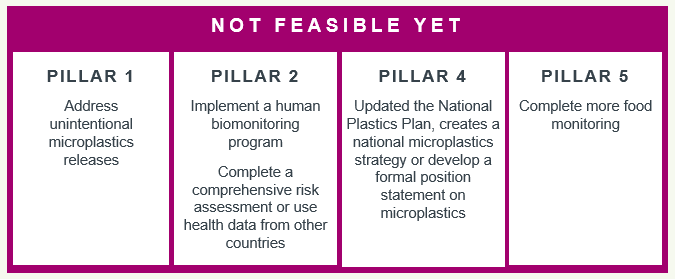 NOT FEASIBLE YET
PILLAR 1
Address
unintentional
microplastics
releases
PILLAR 2
Implement a human
biomonitoring
program
Complete a
comprehensive risk
assessment or use
health data from other
countries
PILLAR 4
Updated the National
Plastics Plan, creates a
national microplastics
strategy or develop a
formal position
statement on
microplastics
PILLAR 5
Complete more food
monitoring